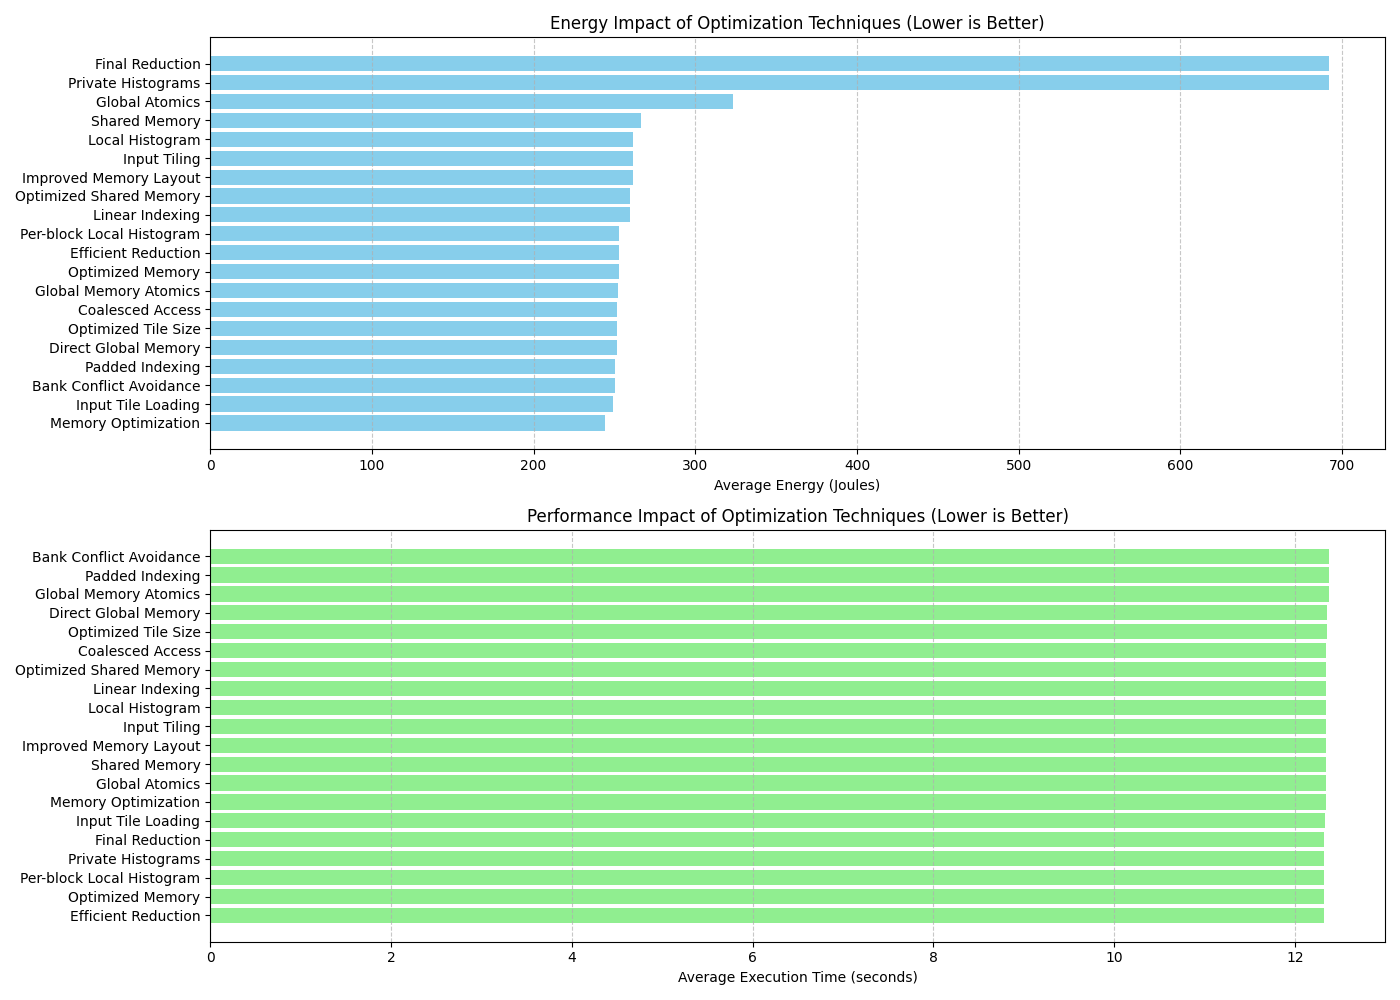 Energy Impact of Optimization Techniques (Lower is Better)
Final Reduction
Private Histograms
Global Atomics
Shared Memory
Local Histogram
Input Tiling
Improved Memory Layout
Optimized Shared Memory
Linear Indexing
Per-block Local Histogram
Efficient Reduction
Optimized Memory
Global Memory Atomics
Coalesced Access
Optimized Tile Size
Direct Global Memory
Padded Indexing
Bank Conflict Avoidance
Input Tile Loading
Memory Optimization
0 100 200 300 400 500 600 700
Average Energy (Joules)
Performance Impact of Optimization Techniques (Lower is Better)
Bank Conflict Avoidance
Padded Indexing
Global Memory Atomics
Direct Global Memory
Optimized Tile Size
Coalesced Access
Optimized Shared Memory
Linear Indexing
Local Histogram
Input Tiling
Improved Memory Layout
Shared Memory
Global Atomics
Memory Optimization
Input Tile Loading
Final Reduction
Private Histograms
Per-block Local Histogram
Optimized Memory
Efficient Reduction
0 2 4 6 8 10 12
Average Execution Time (seconds)